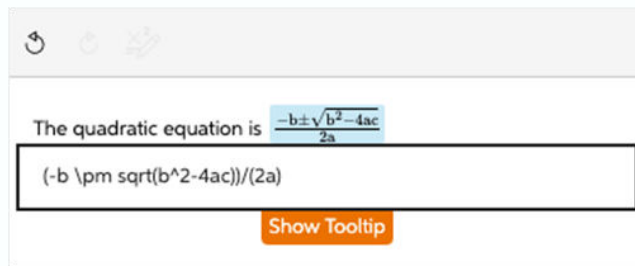 The quadratic equation is −b±√b²−4ac / 2a
(-b \pm sqrt(b^2-4ac))/(2a)
Show Tooltip